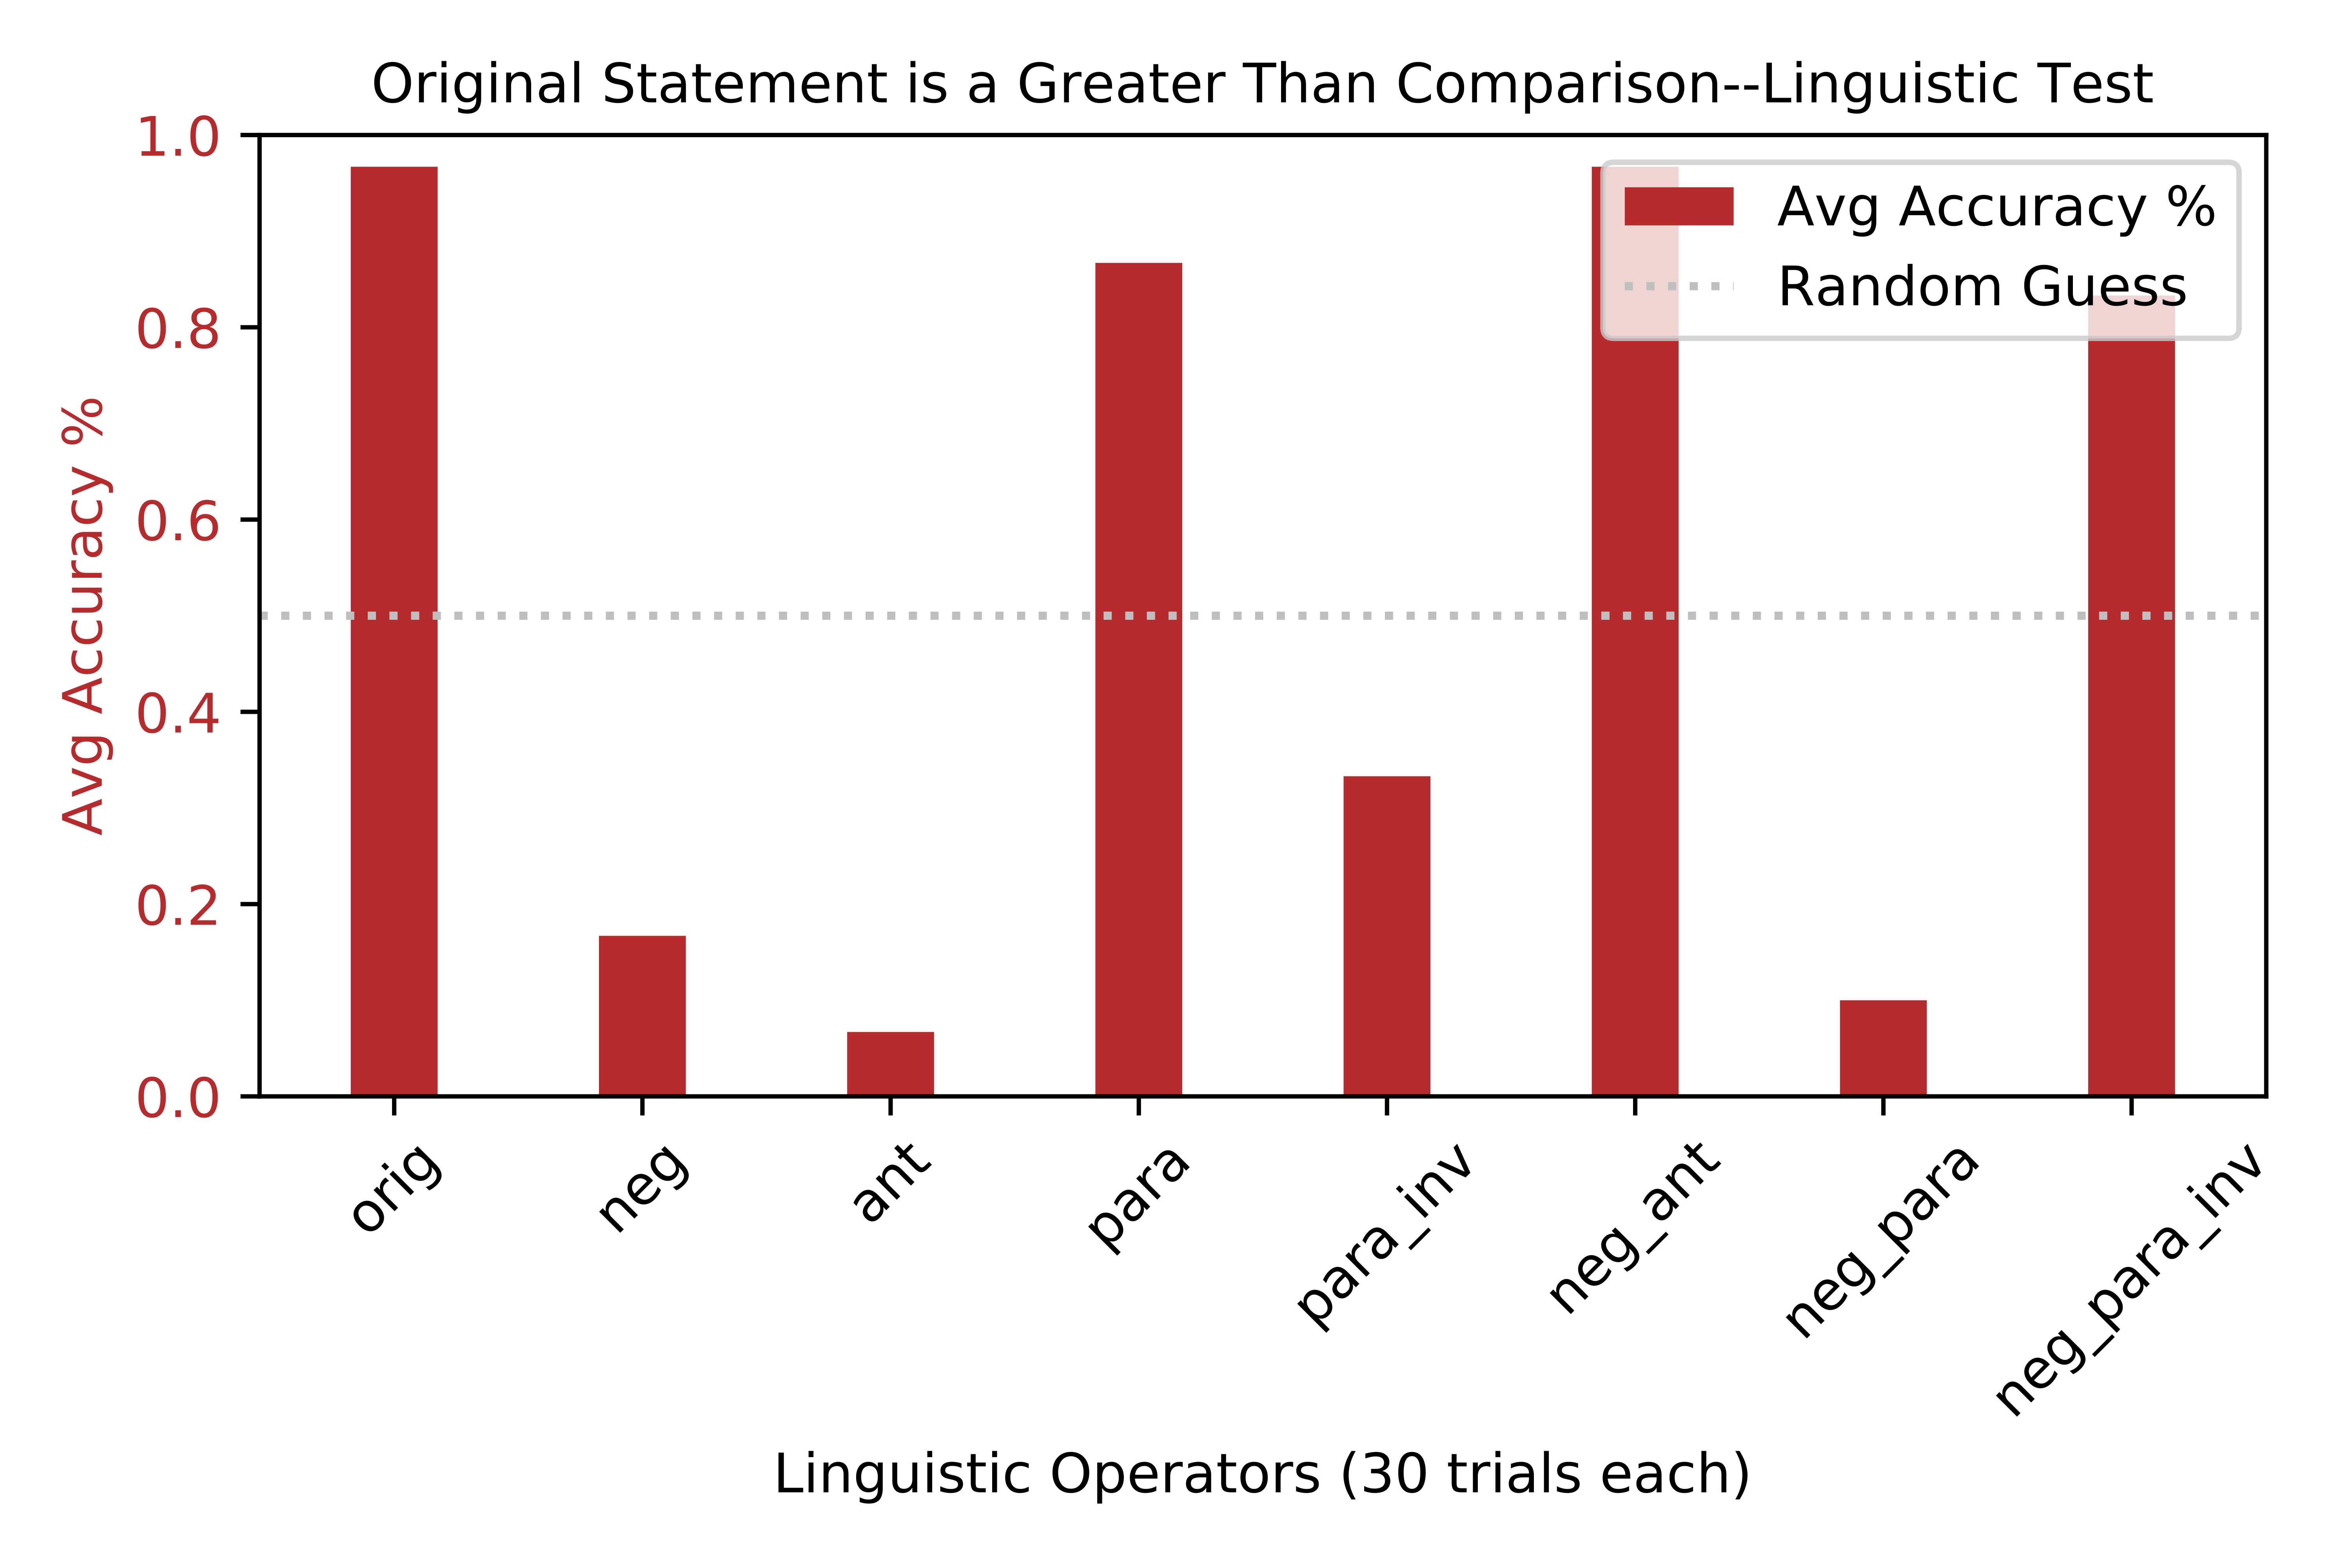 Original Statement is a Greater Than Comparison--Linguistic Test
Avg Accuracy %
1.0
0.8
0.6
0.4
0.2
0.0
Avg Accuracy %
Random Guess
orig
neg
ant
para
para_inv
neg_ant
neg_para
neg_para_inv
Linguistic Operators (30 trials each)